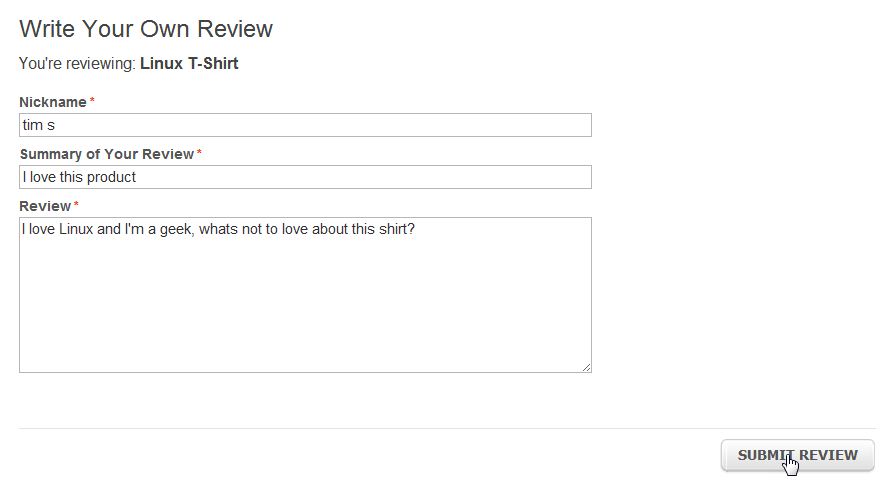 Write Your Own Review
You're reviewing: Linux T-Shirt
Nickname *
tim s
Summary of Your Review *
I love this product
Review *
I love Linux and I'm a geek, whats not to love about this shirt?
SUBMIT REVIEW